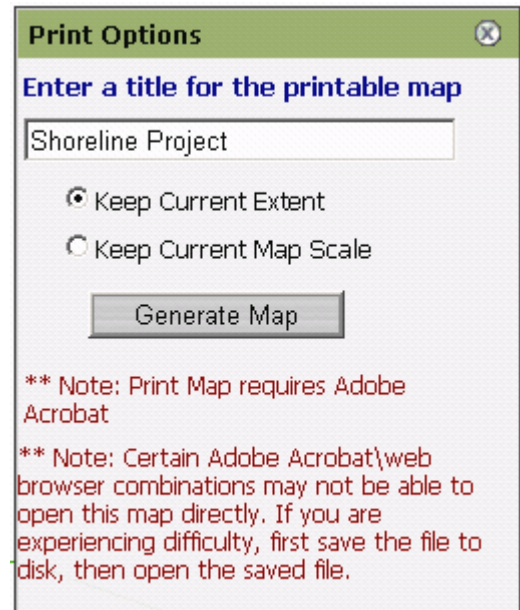 Print Options
Enter a title for the printable map
Shoreline Project
Keep Current Extent
Keep Current Map Scale
Generate Map
** Note: Print Map requires Adobe
Acrobat
** Note: Certain Adobe Acrobat\web
browser combinations may not be able to
open this map directly. If you are
experiencing difficulty, first save the file to
disk, then open the saved file.